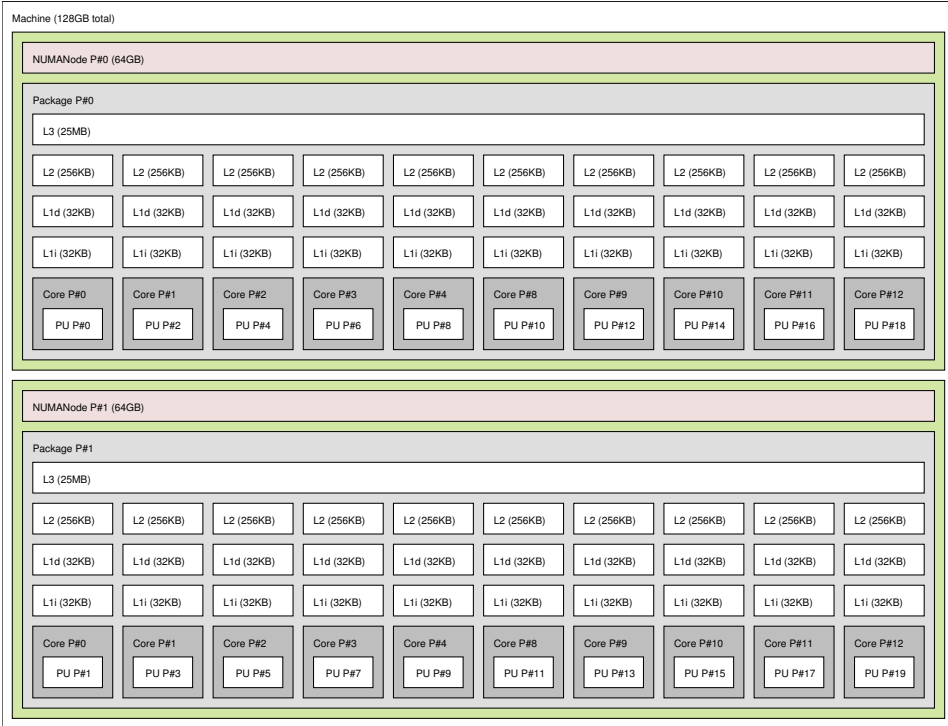 Machine (128GB total)
NUMANode P#0 (64GB)
Package P#0
L3 (25MB)
L2 (256KB) L2 (256KB) L2 (256KB) L2 (256KB) L2 (256KB) L2 (256KB) L2 (256KB) L2 (256KB) L2 (256KB) L2 (256KB)
L1d (32KB) L1d (32KB) L1d (32KB) L1d (32KB) L1d (32KB) L1d (32KB) L1d (32KB) L1d (32KB) L1d (32KB) L1d (32KB)
L1i (32KB) L1i (32KB) L1i (32KB) L1i (32KB) L1i (32KB) L1i (32KB) L1i (32KB) L1i (32KB) L1i (32KB) L1i (32KB)
Core P#0 Core P#1 Core P#2 Core P#3 Core P#4 Core P#8 Core P#9 Core P#10 Core P#11 Core P#12
PU P#0 PU P#2 PU P#4 PU P#6 PU P#8 PU P#10 PU P#12 PU P#14 PU P#16 PU P#18
NUMANode P#1 (64GB)
Package P#1
L3 (25MB)
L2 (256KB) L2 (256KB) L2 (256KB) L2 (256KB) L2 (256KB) L2 (256KB) L2 (256KB) L2 (256KB) L2 (256KB) L2 (256KB)
L1d (32KB) L1d (32KB) L1d (32KB) L1d (32KB) L1d (32KB) L1d (32KB) L1d (32KB) L1d (32KB) L1d (32KB) L1d (32KB)
L1i (32KB) L1i (32KB) L1i (32KB) L1i (32KB) L1i (32KB) L1i (32KB) L1i (32KB) L1i (32KB) L1i (32KB) L1i (32KB)
Core P#0 Core P#1 Core P#2 Core P#3 Core P#4 Core P#8 Core P#9 Core P#10 Core P#11 Core P#12
PU P#1 PU P#3 PU P#5 PU P#7 PU P#9 PU P#11 PU P#13 PU P#15 PU P#17 PU P#19